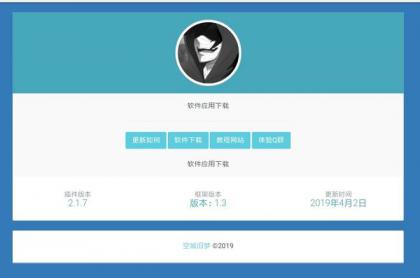 软件应用下载
更新如何 软件下载 教程网站 体验Q群
软件应用下载
插件版本 框架版本 更新时间
2.1.7 版本：1.3 2019年4月2日
空城旧梦 ©2019